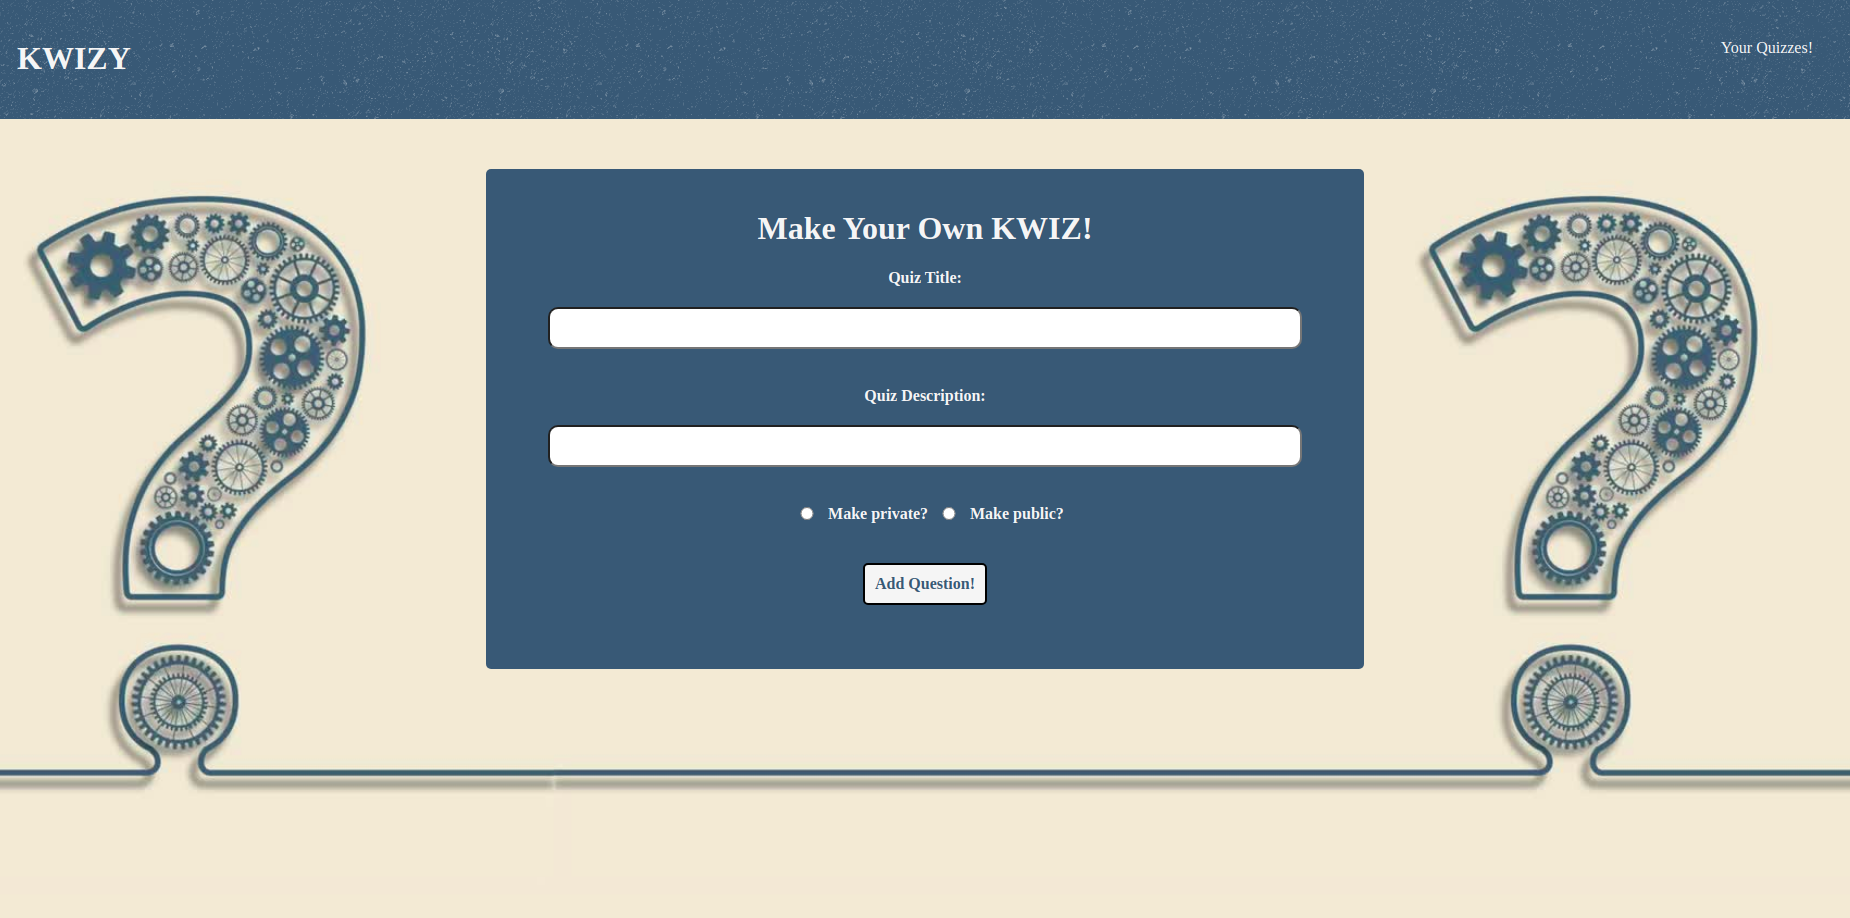 KWIZY
Your Quizzes!
Make Your Own KWIZ!
Quiz Title:
Quiz Description:
Make private? Make public?
Add Question!